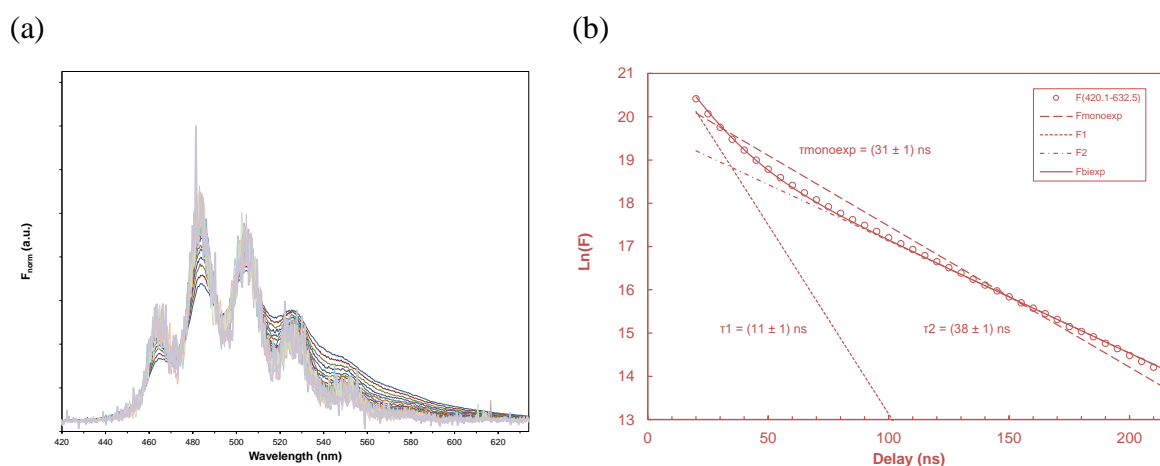 (a)
(b)
F norm (a.u.)
420 440 460 480 500 520 540 560 580 600 620
Wavelength (nm)
Ln(F)
21
20
19
18
17
16
15
14
13
0 50 100 150 200
Delay (ns)
F(420.1-632.5)
Fmonoexp
F1
F2
Fbiexp
τmonoexp = (31 ± 1) ns
τ1 = (11 ± 1) ns
τ2 = (38 ± 1) ns